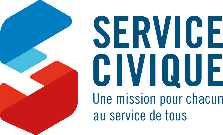 SERVICE
CIVIQUE
Une mission pour chacun
au service de tous